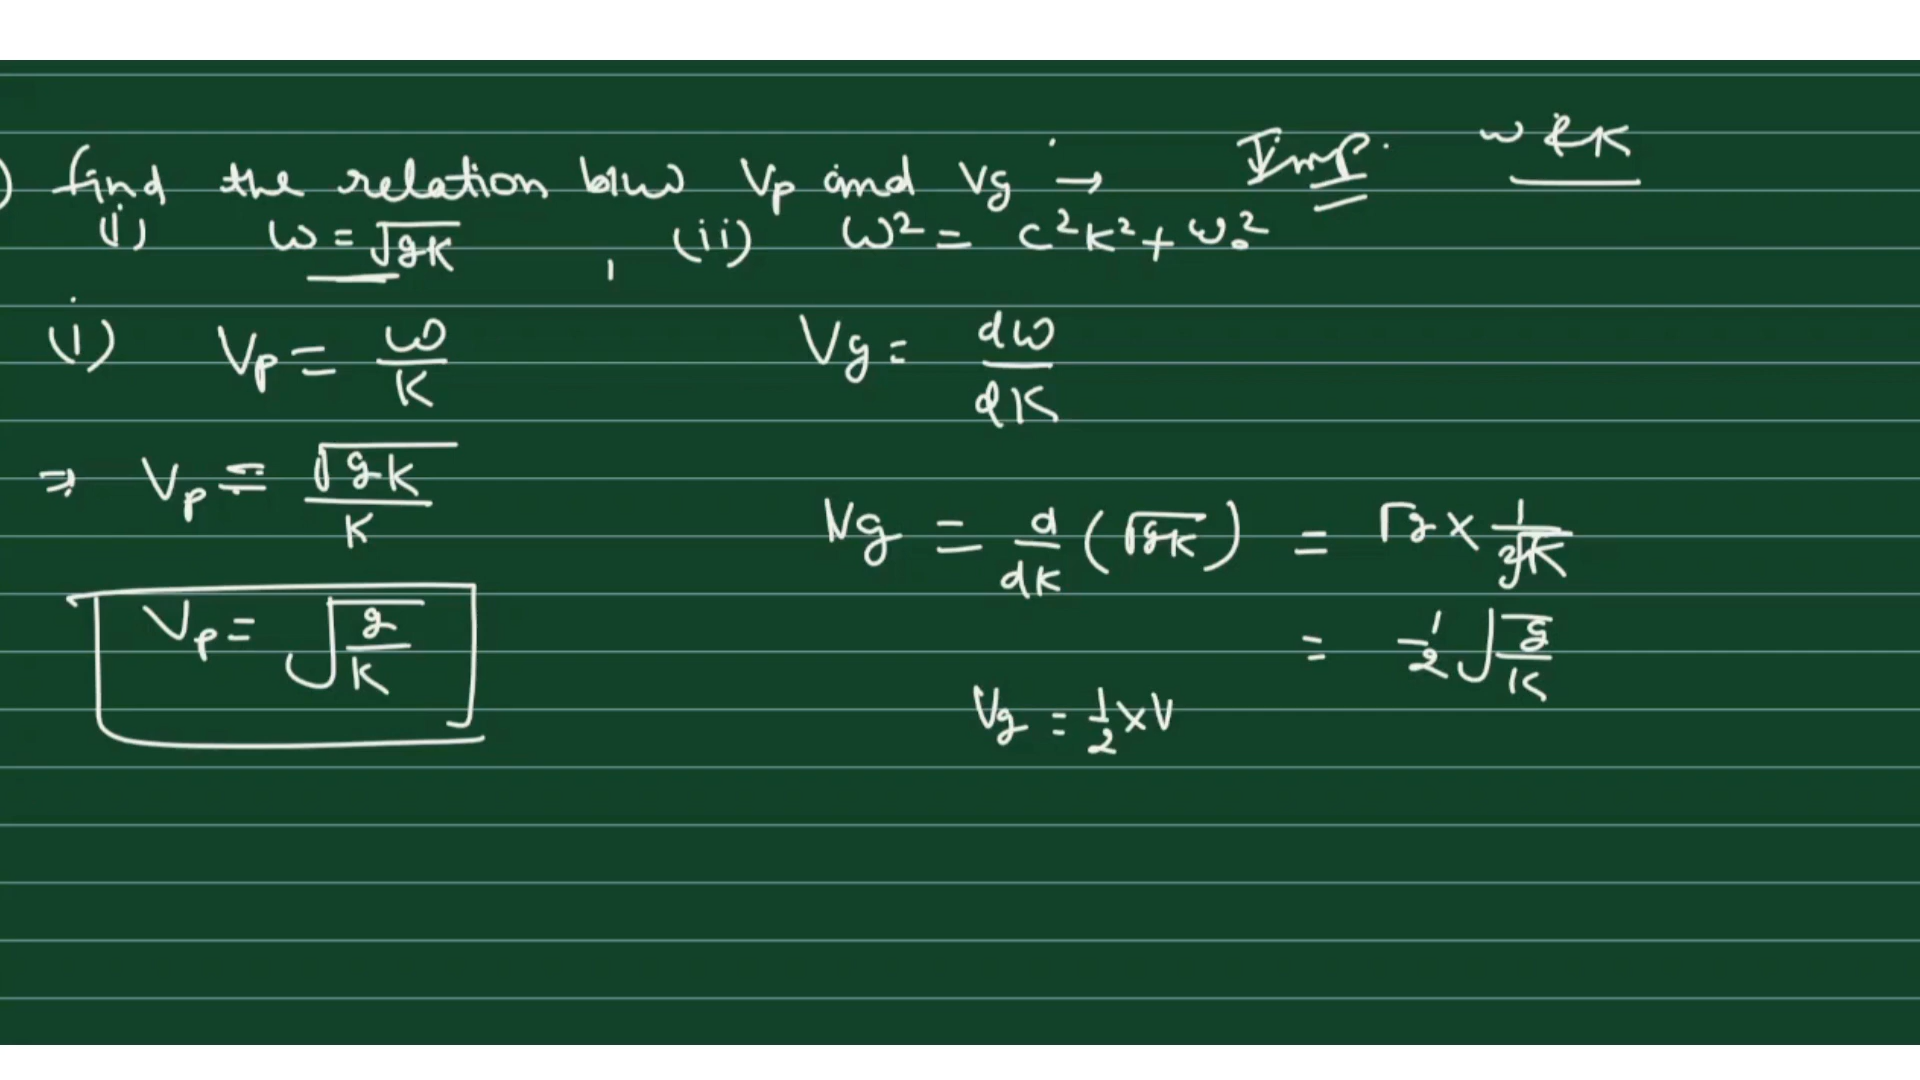 ) find the relation b/w Vp and Vg → Imp. ω & K
(i) ω = √gK , (ii) ω² = c²K² + ω₀²
(i) Vp = ω/K Vg = dω/dK
⇒ Vp = √gK/K
Vg = d/dK (√gK) = √g × 1/2√K
Vp = √g/K = 1/2 √g/K
Vg = 1/2 × V